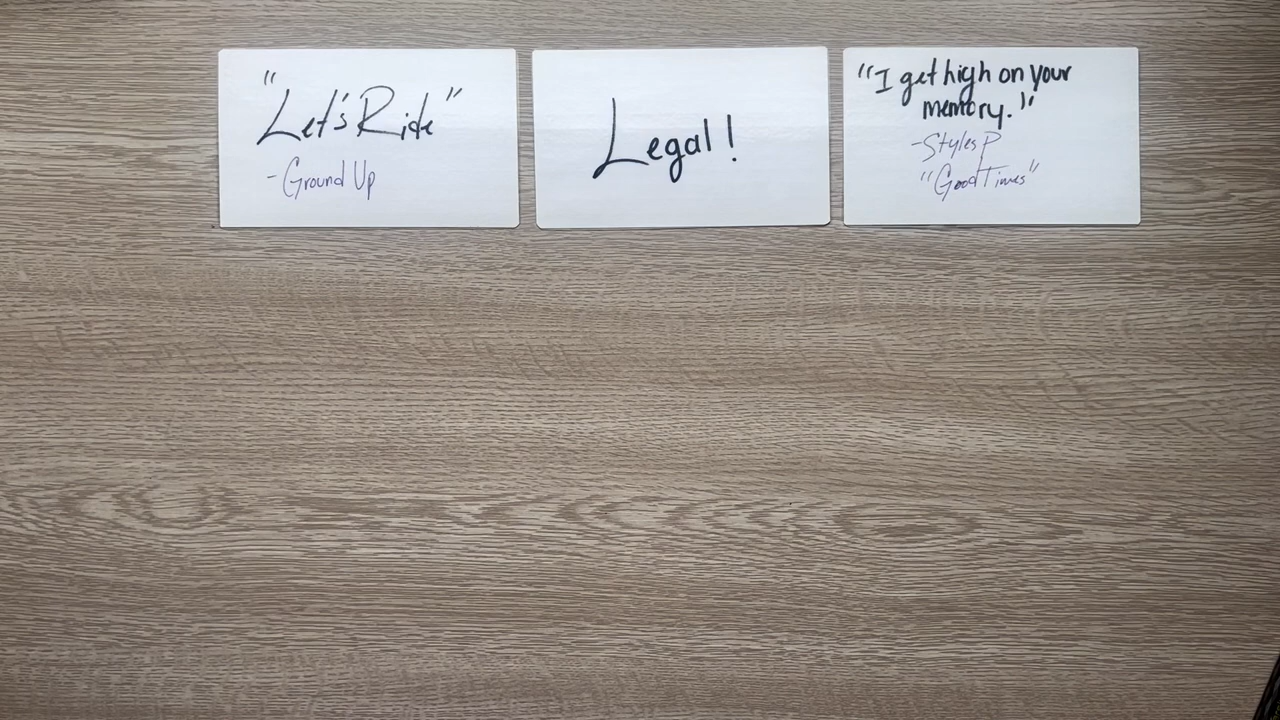 "Let's Ride"
-Ground Up
Legal!
"I get high on your
memory."
-Styles P
"Good Times"